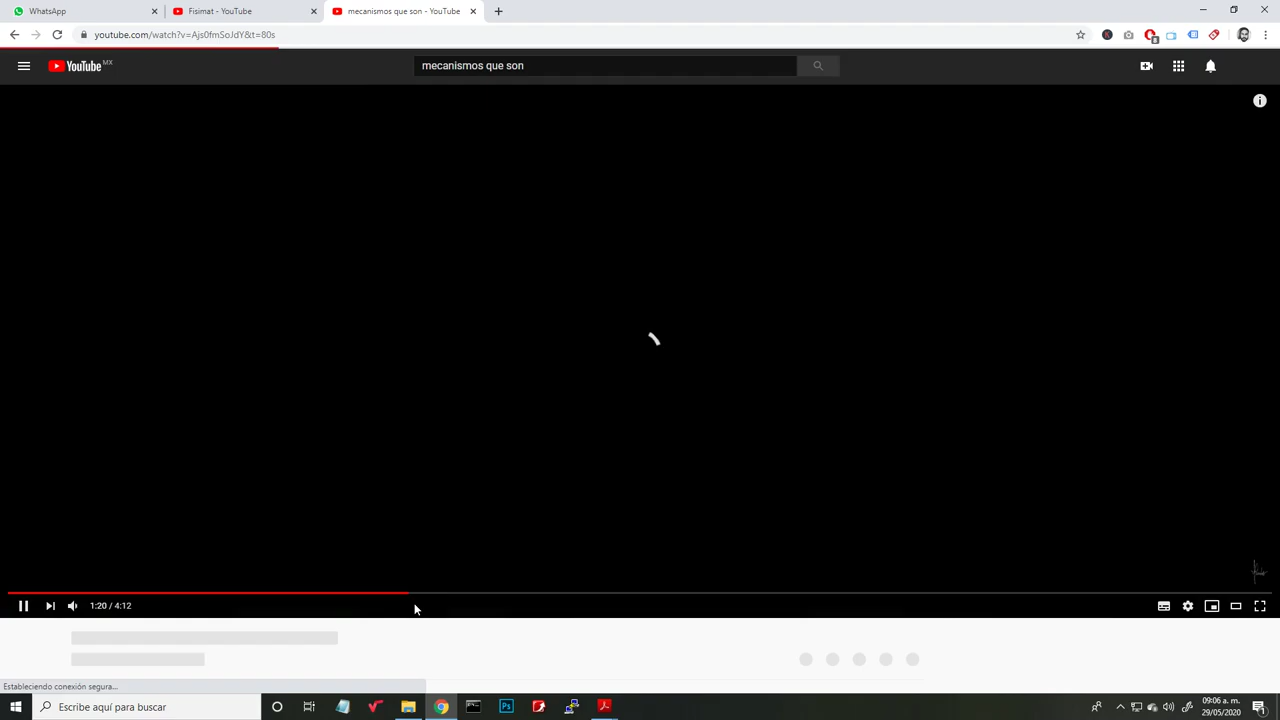 WhatsApp
Fisimat - YouTube
mecanismos que son - YouTube
youtube.com/watch?v=Ajs0fmSoJdY&t=80s
YouTube MX
mecanismos que son
1:20 / 4:12
Estableciendo conexión segura...
Escribe aquí para buscar
09:06 a. m.
29/05/2020